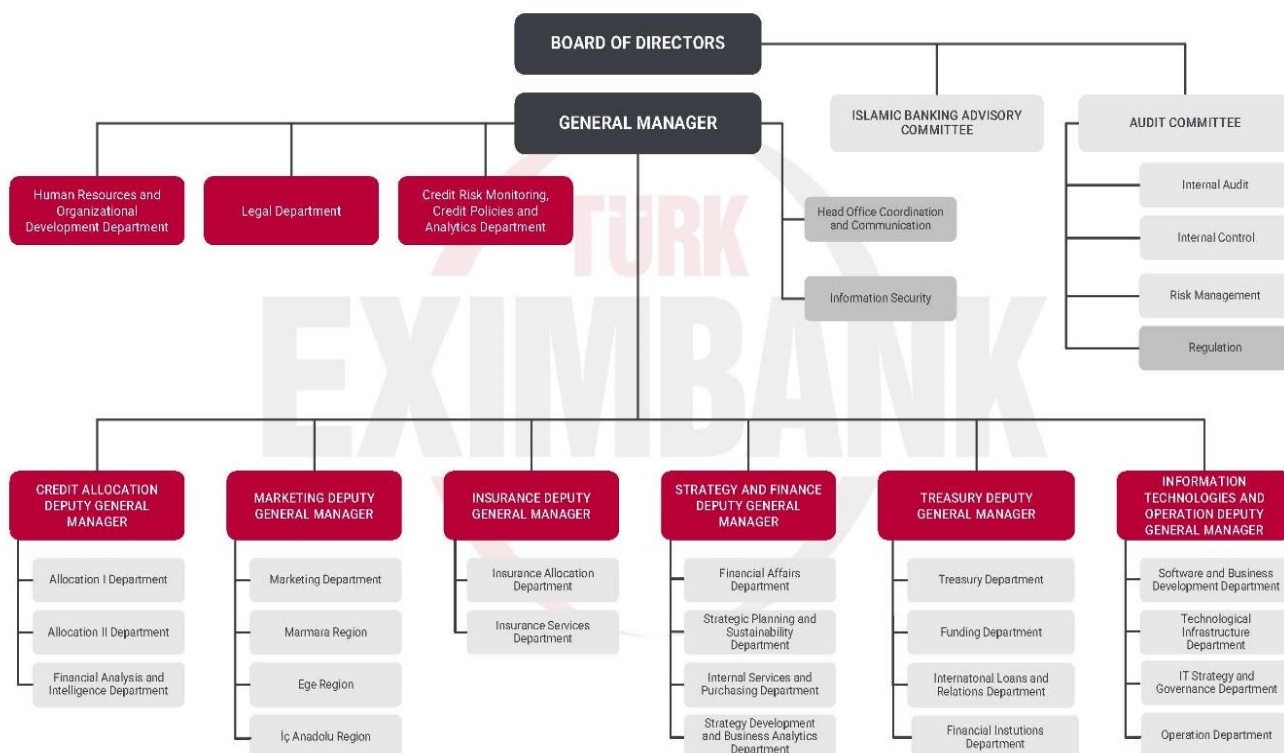 BOARD OF DIRECTORS
GENERAL MANAGER
ISLAMIC BANKING ADVISORY
COMMITTEE
AUDIT COMMITTEE
Human Resources and
Organizational
Development Department
Legal Department
Credit Risk Monitoring,
Credit Policies and
Analytics Department
Head Office Coordination
and Communication
Information Security
Internal Audit
Internal Control
Risk Management
Regulation
TÜRK
EXIMBANK
CREDIT ALLOCATION
DEPUTY GENERAL
MANAGER
Allocation I Department
Allocation II Department
Financial Analysis and
Intelligence Department
MARKETING DEPUTY
GENERAL MANAGER
Marketing Department
Marmara Region
Ege Region
İç Anadolu Region
INSURANCE DEPUTY
GENERAL MANAGER
Insurance Allocation
Department
Insurance Services
Department
STRATEGY AND FINANCE
DEPUTY GENERAL
MANAGER
Financial Affairs
Department
Strategic Planning and
Sustainability
Department
Internal Services and
Purchasing Department
Strategy Development
and Business Analytics
Department
TREASURY DEPUTY
GENERAL MANAGER
Treasury Department
Funding Department
Internatonal Loans and
Relations Department
Financial Instutions
Department
INFORMATION
TECHNOLOGIES AND
OPERATION DEPUTY
GENERAL MANAGER
Software and Business
Development Department
Technological
Infrastructure
Department
IT Strategy and
Governance Department
Operation Department